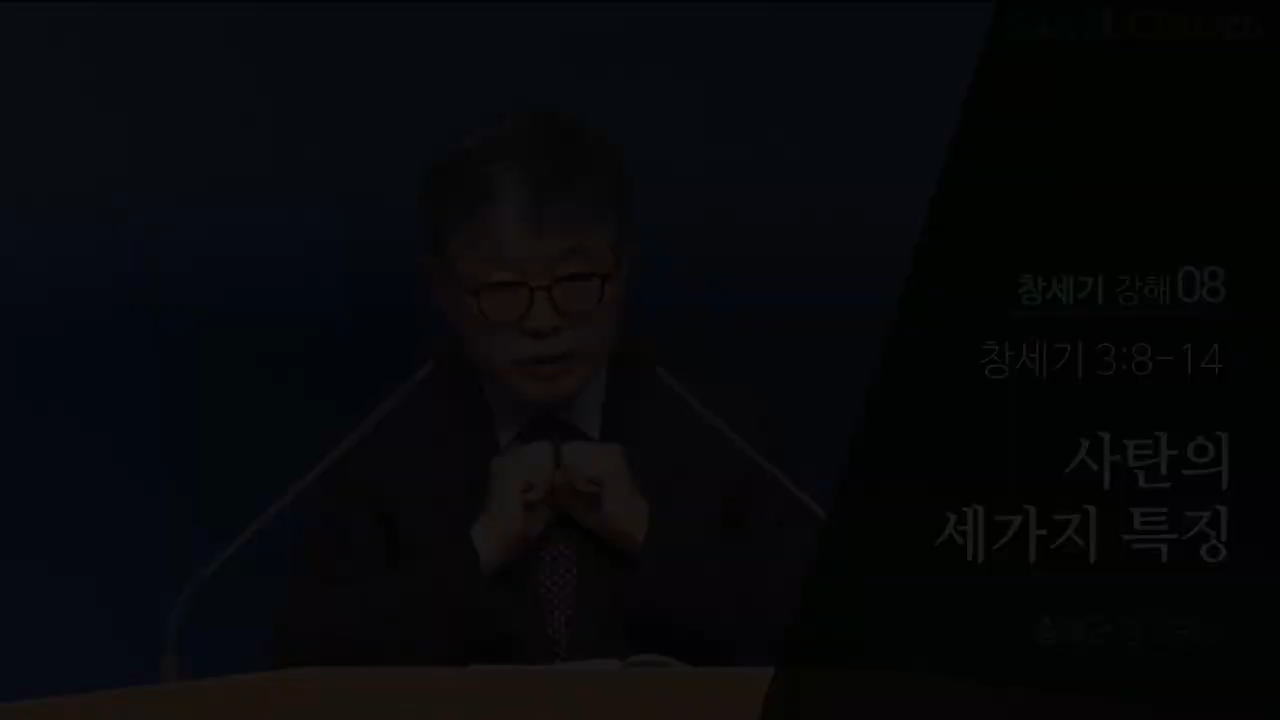 창세기 강해 08
창세기 3:8-14
사탄의
세가지 특징